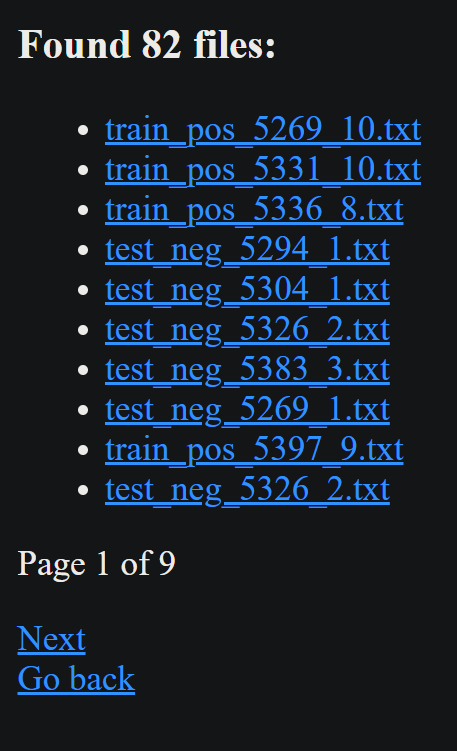 Found 82 files:
train_pos_5269_10.txt
train_pos_5331_10.txt
train_pos_5336_8.txt
test_neg_5294_1.txt
test_neg_5304_1.txt
test_neg_5326_2.txt
test_neg_5383_3.txt
test_neg_5269_1.txt
train_pos_5397_9.txt
test_neg_5326_2.txt
Page 1 of 9
Next
Go back